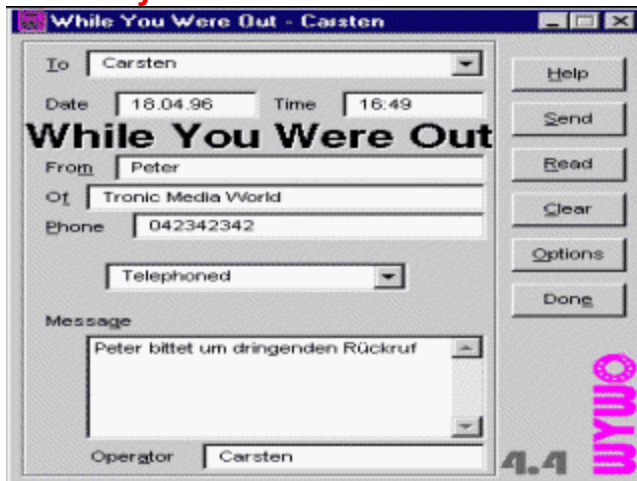 While You Were Out - Carsten
To Carsten
Help
Date 18.04.96 Time 16:49
Send
While You Were Out
From Peter
Read
Of Tronic Media World
Clear
Phone 042342342
Options
Telephoned
Done
Message
Peter bittet um dringenden Rückruf
WYWO
Operator Carsten
4.4